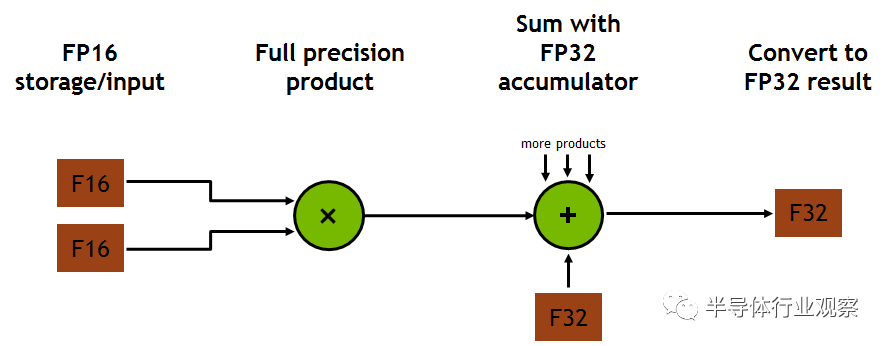 FP16
storage/input
Full precision
product
Sum with
FP32
accumulator
Convert to
FP32 result
more products
F16
F16
×
+
F32
F32
半导体行业观察